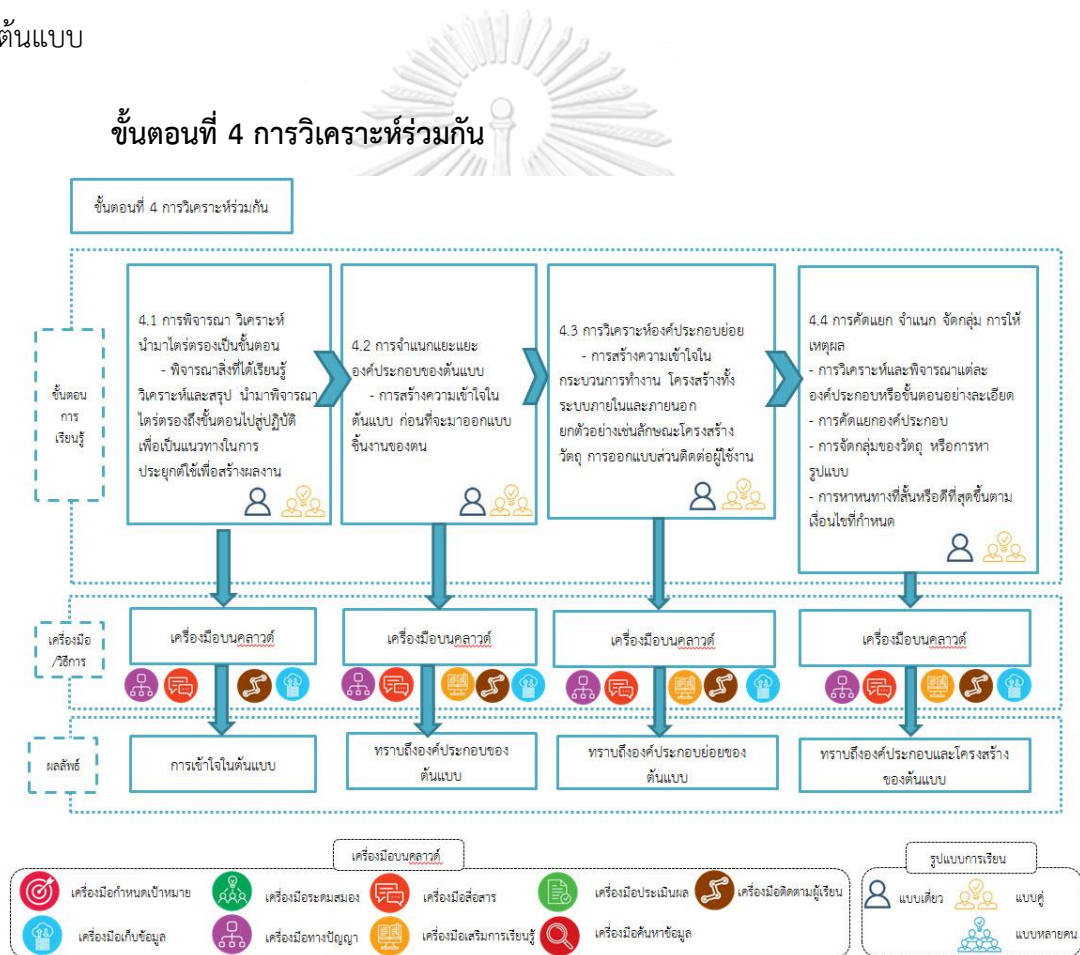 ต้นแบบ
ขั้นตอนที่ 4 การวิเคราะห์ร่วมกัน
ขั้นตอนที่ 4 การวิเคราะห์ร่วมกัน
ขั้นตอน
การ
เรียนรู้
4.1 การพิจารณา วิเคราะห์
นำมาไตร่ตรองเป็นขั้นตอน
- พิจารณาสิ่งที่ได้เรียนรู้
วิเคราะห์และสรุป นำมาพิจารณา
ไตร่ตรองถึงขั้นตอนไปสู่ปฏิบัติ
เพื่อเป็นแนวทางในการ
ประยุกต์ใช้เพื่อสร้างผลงาน
4.2 การจำแนกแยะแยะ
องค์ประกอบของต้นแบบ
- การสร้างความเข้าใจใน
ต้นแบบ ก่อนที่จะมาออกแบบ
ชิ้นงานของตน
4.3 การวิเคราะห์องค์ประกอบย่อย
- การสร้างความเข้าใจใน
กระบวนการทำงาน โครงสร้างทั้ง
ระบบภายในและภายนอก
ยกตัวอย่างเช่นลักษณะโครงสร้าง
วัตถุ การออกแบบส่วนติดต่อผู้ใช้งาน
4.4 การคัดแยก จำแนก จัดกลุ่ม การให้
เหตุผล
- การวิเคราะห์และพิจารณาแต่ละ
องค์ประกอบหรือขั้นตอนอย่างละเอียด
- การคัดแยกองค์ประกอบ
- การจัดกลุ่มของวัตถุ หรือการหา
รูปแบบ
- การหาหนทางที่สั้นหรือดีที่สุดขึ้นตาม
เงื่อนไขที่กำหนด
เครื่องมือ
/วิธีการ
เครื่องมือบนคลาวด์
เครื่องมือบนคลาวด์
เครื่องมือบนคลาวด์
เครื่องมือบนคลาวด์
ผลลัพธ์
การเข้าใจในต้นแบบ
ทราบถึงองค์ประกอบของ
ต้นแบบ
ทราบถึงองค์ประกอบย่อยของ
ต้นแบบ
ทราบถึงองค์ประกอบและโครงสร้าง
ของต้นแบบ
เครื่องมือบนคลาวด์
เครื่องมือกำหนดเป้าหมาย
เครื่องมือระดมสมอง
เครื่องมือสื่อสาร
เครื่องมือประเมินผล
เครื่องมือติดตามผู้เรียน
เครื่องมือเก็บข้อมูล
เครื่องมือทางปัญญา
เครื่องมือเสริมการเรียนรู้
เครื่องมือค้นหาข้อมูล
รูปแบบการเรียน
แบบเดี่ยว
แบบคู่
แบบหลายคน